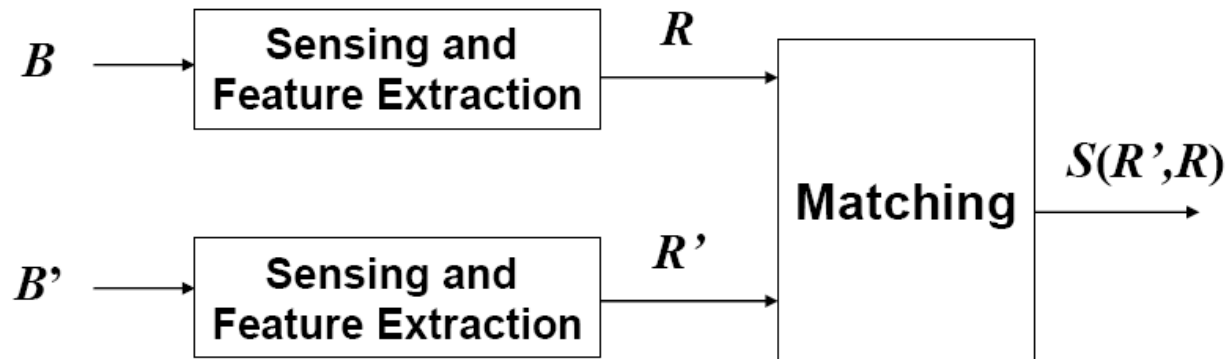 B
Sensing and
Feature Extraction
R
Matching
S(R’,R)
B’
Sensing and
Feature Extraction
R’